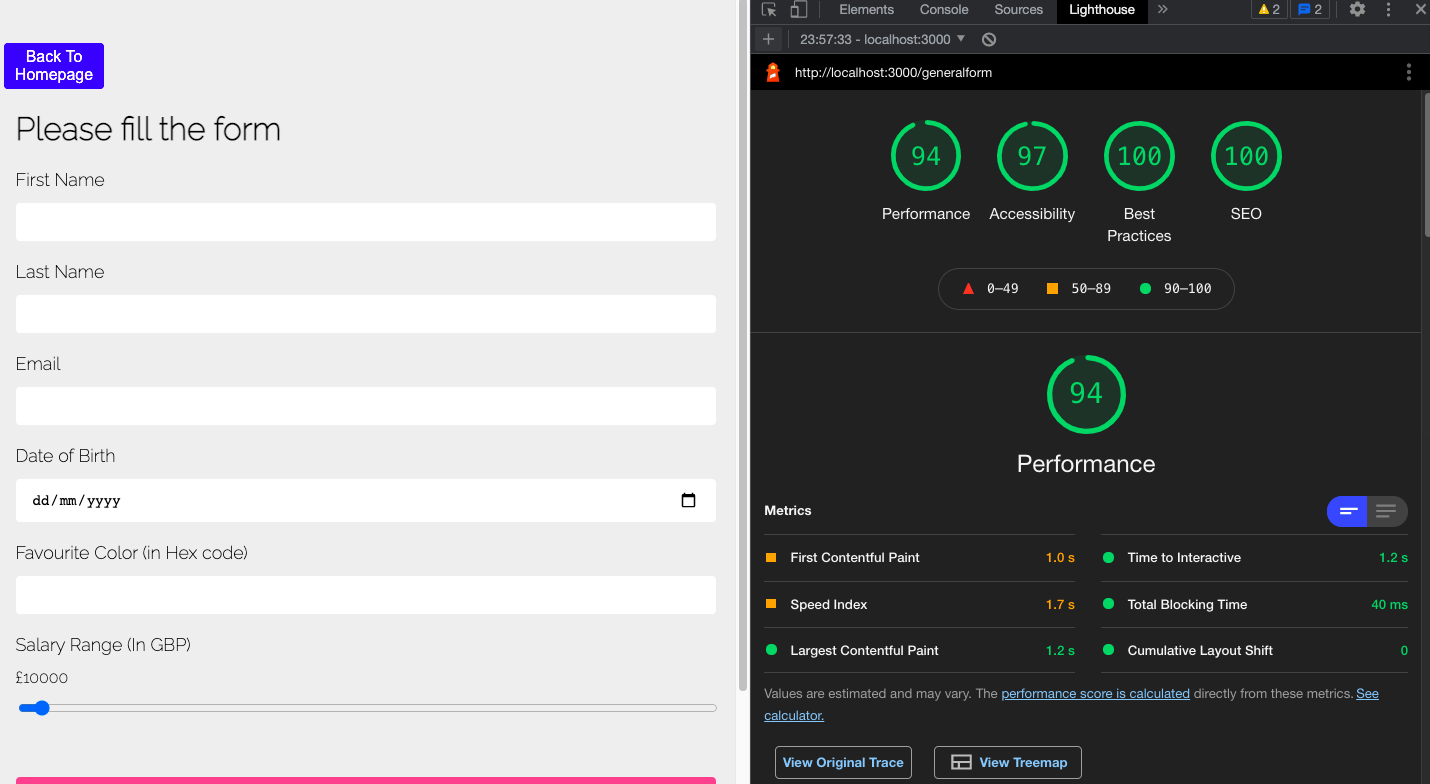 Back To
Homepage
Please fill the form
First Name
Last Name
Email
Date of Birth
dd/mm/yyyy
Favourite Color (in Hex code)
Salary Range (In GBP)
£10000
Elements Console Sources Lighthouse » 2 2
+ 23:57:33 - localhost:3000
http://localhost:3000/generalform
94 97 100 100
Performance Accessibility Best
Practices SEO
0–49 50–89 90–100
94
Performance
Metrics
First Contentful Paint 1.0 s
Time to Interactive 1.2 s
Speed Index 1.7 s
Total Blocking Time 40 ms
Largest Contentful Paint 1.2 s
Cumulative Layout Shift 0
Values are estimated and may vary. The performance score is calculated directly from these metrics. See
calculator.
View Original Trace View Treemap